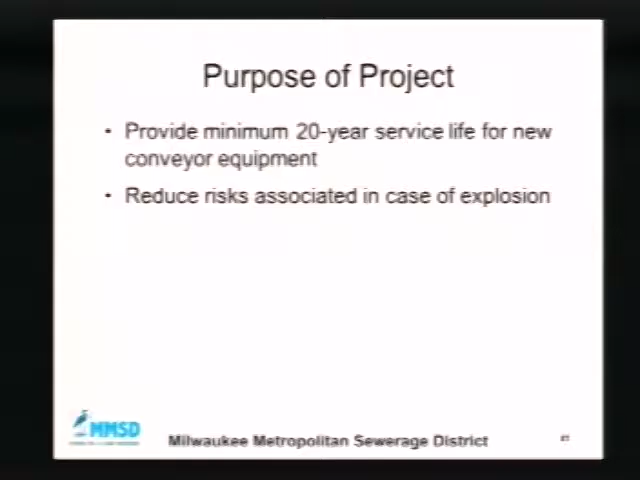 Purpose of Project
• Provide minimum 20-year service life for new
conveyor equipment
• Reduce risks associated in case of explosion
MMSD
Milwaukee Metropolitan Sewerage District